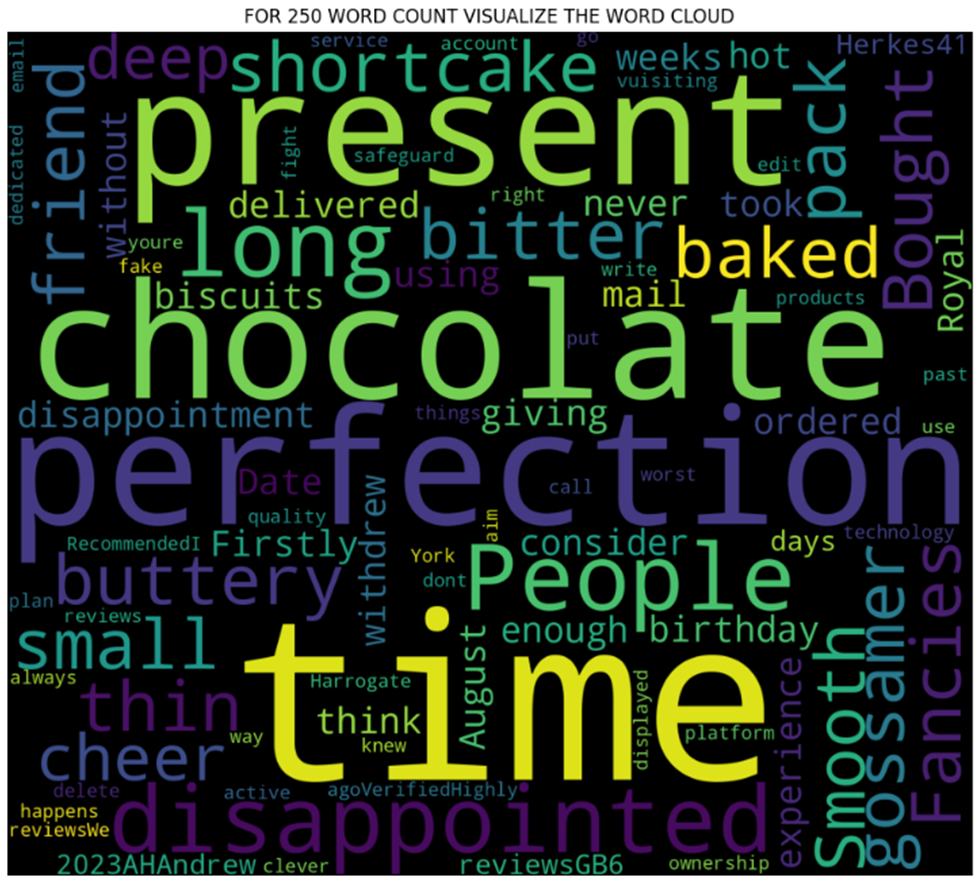 FOR 250 WORD COUNT VISUALIZE THE WORD CLOUD
email
deep
service
account
go
Herkes41
shortcake
weeks
hot
vuisiting
friend
present
pack
Bought
dedicated
without
fight
safeguard
edit
right
delivered
never
took
youre
long
bitter
baked
Royal
fake
using
write
mail
biscuits
products
chocolate
put
past
disappointment
things
giving
ordered
use
perfection
Date
withdrew
call
worst
quality
aim
technology
RecommendedI
Firstly
York
consider
days
buttery
dont
People
plan
reviews
small
enough
birthday
gossamer
Fancies
always
time
Harrogate
August
displayed
experience
Smooth
thin
think
way
knew
platform
cheer
delete
active
agoVerifiedHighly
happens
disappointed
reviewsWe
2023AHAndrew
clever
reviewsGB6
ownership